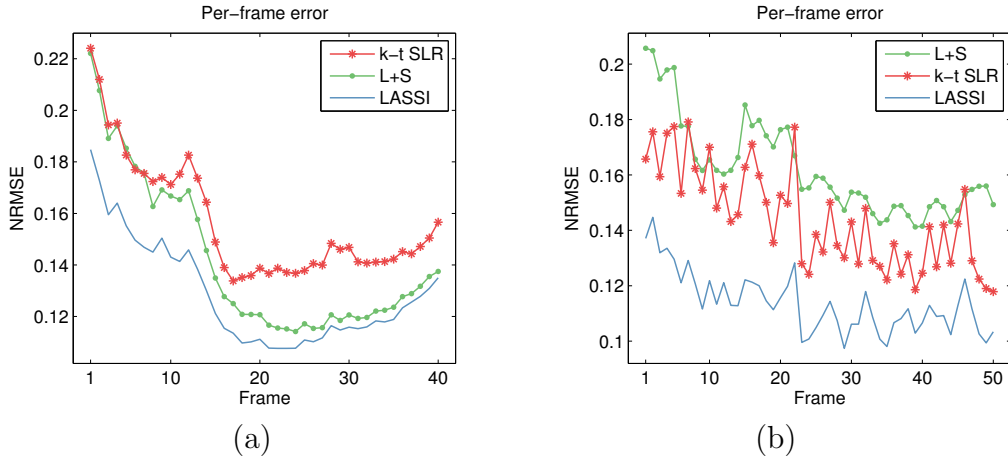 Per-frame error
NRMSE
0.22
0.2
0.18
0.16
0.14
0.12
k−t SLR
L+S
LASSI
1 10 20 30 40
Frame
(a)
Per-frame error
NRMSE
0.2
0.18
0.16
0.14
0.12
0.1
L+S
k−t SLR
LASSI
1 10 20 30 40 50
Frame
(b)